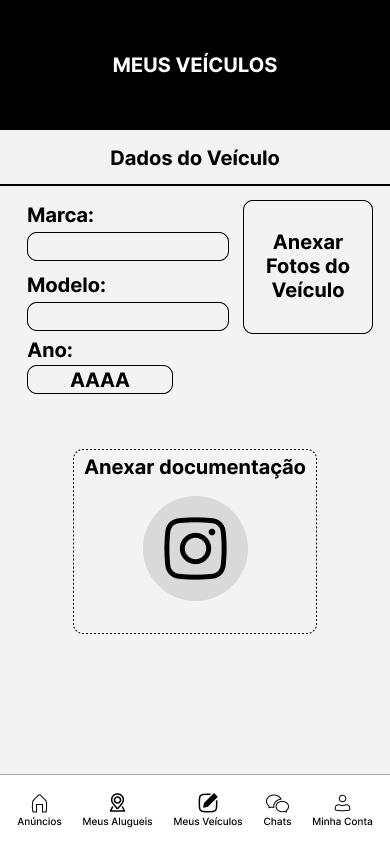 MEUS VEÍCULOS
Dados do Veículo
Marca:
Anexar
Fotos do
Veículo
Modelo:
Ano:
AAAA
Anexar documentação
Anúncios
Meus Alugueis
Meus Veículos
Chats
Minha Conta